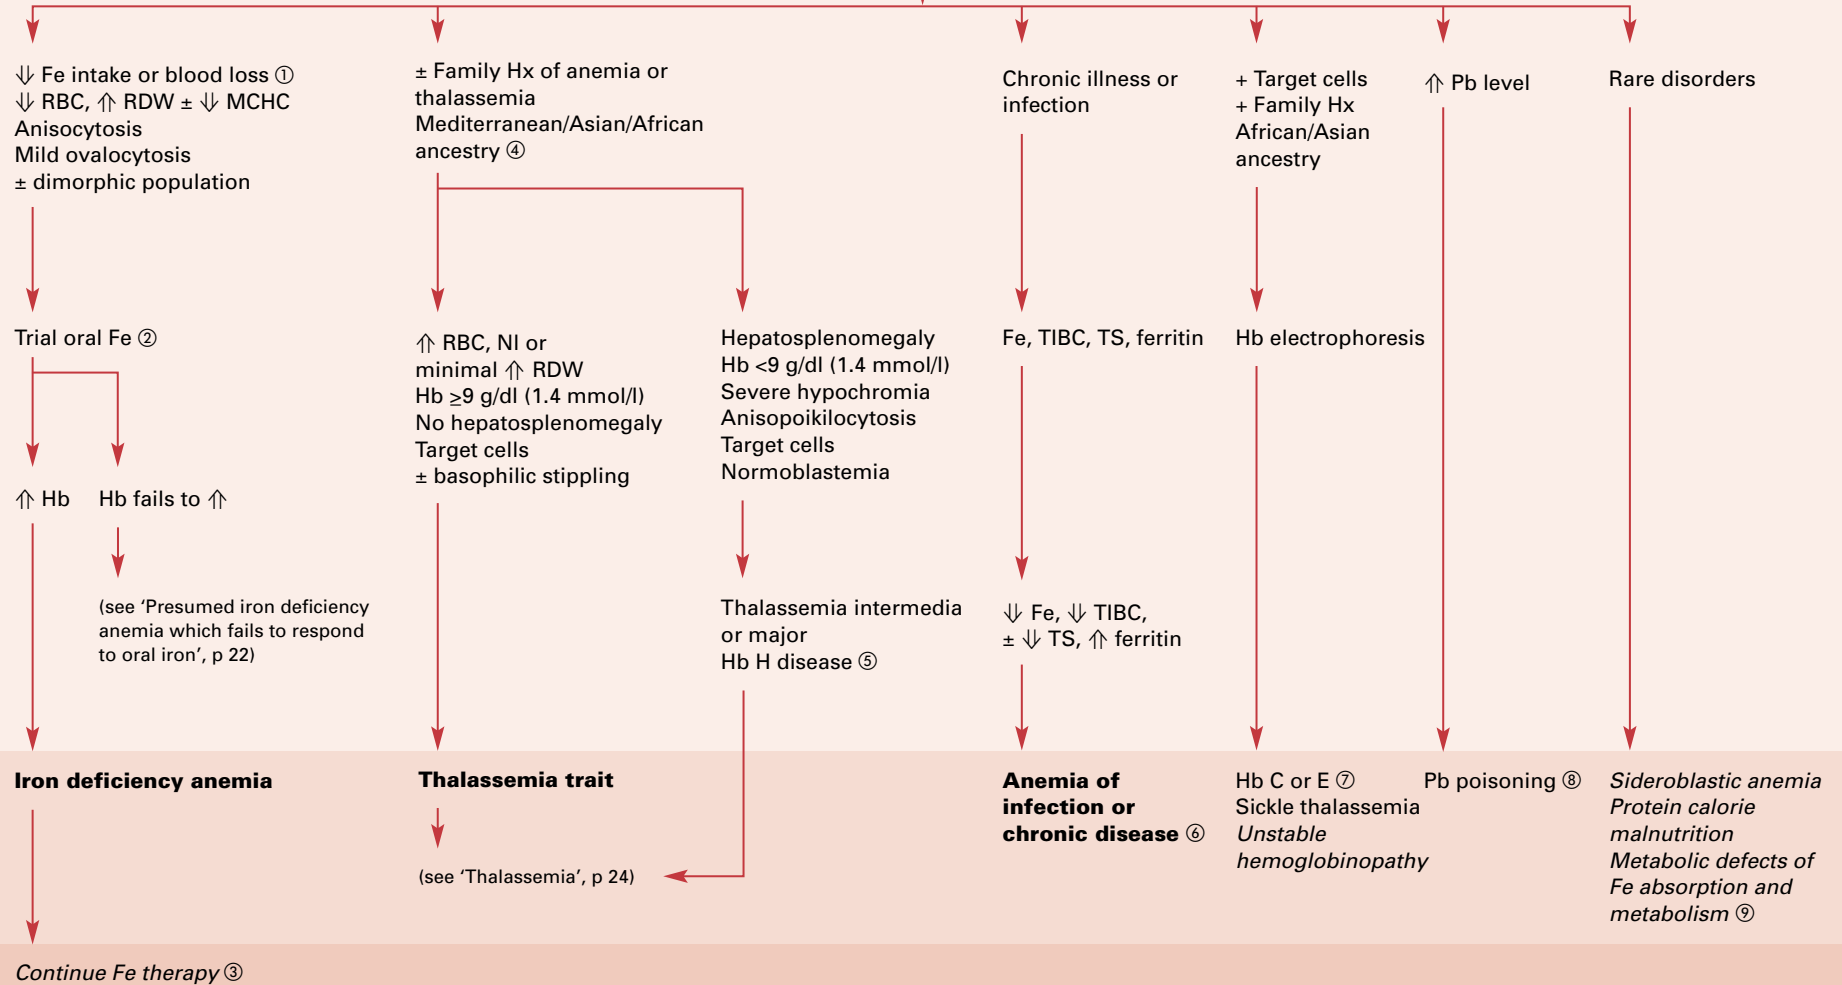 ⇓ Fe intake or blood loss ①
⇓ RBC, ⇑ RDW ± ⇓ MCHC
Anisocytosis
Mild ovalocytosis
± dimorphic population
± Family Hx of anemia or
thalassemia
Mediterranean/Asian/African
ancestry ④
Chronic illness or
infection
+ Target cells
+ Family Hx
African/Asian
ancestry
⇑ Pb level
Rare disorders
Trial oral Fe ②
⇑ RBC, Nl or
minimal ⇑ RDW
Hb ≥9 g/dl (1.4 mmol/l)
No hepatosplenomegaly
Target cells
± basophilic stippling
Hepatosplenomegaly
Hb <9 g/dl (1.4 mmol/l)
Severe hypochromia
Anisopoikilocytosis
Target cells
Normoblastemia
Fe, TIBC, TS, ferritin
Hb electrophoresis
⇑ Hb
Hb fails to ⇑
(see ‘Presumed iron deficiency
anemia which fails to respond
to oral iron’, p 22)
Thalassemia intermedia
or major
Hb H disease ⑤
⇓ Fe, ⇓ TIBC,
± ⇓ TS, ⇑ ferritin
Iron deficiency anemia
Thalassemia trait
(see ‘Thalassemia’, p 24)
Anemia of
infection or
chronic disease ⑥
Hb C or E ⑦
Sickle thalassemia
Unstable
hemoglobinopathy
Pb poisoning ⑧
Sideroblastic anemia
Protein calorie
malnutrition
Metabolic defects of
Fe absorption and
metabolism ⑨
Continue Fe therapy ③